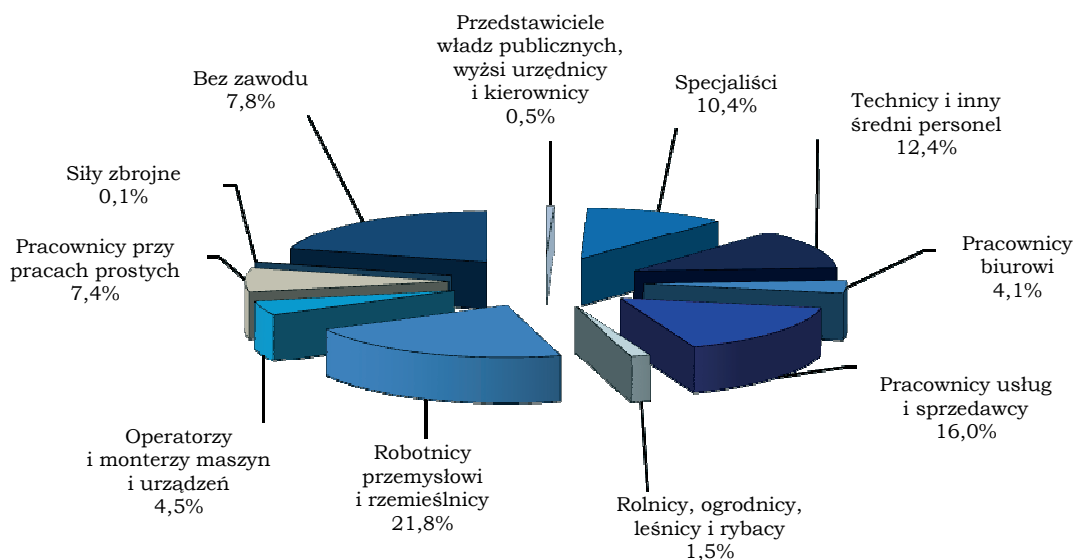 Przedstawiciele
władz publicznych,
wyżsi urzędnicy
i kierownicy
0,5%
Specjaliści
10,4%
Technicy i inny
średni personel
12,4%
Pracownicy
biurowi
4,1%
Pracownicy usług
i sprzedawcy
16,0%
Rolnicy, ogrodnicy,
leśnicy i rybacy
1,5%
Robotnicy
przemysłowi
i rzemieślnicy
21,8%
Operatorzy
i monterzy maszyn
i urządzeń
4,5%
Pracownicy przy
pracach prostych
7,4%
Siły zbrojne
0,1%
Bez zawodu
7,8%